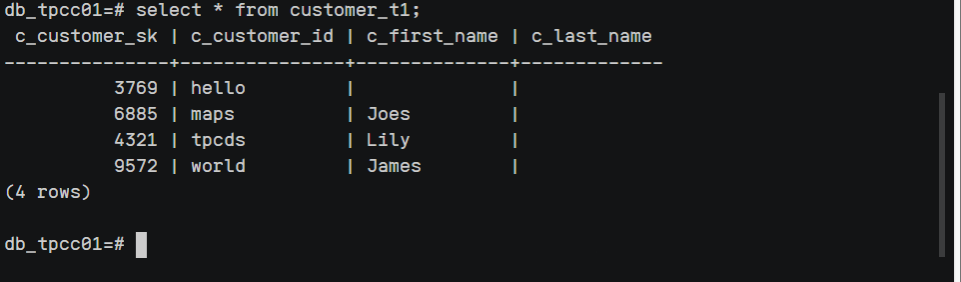 db_tpcc01=# select * from customer_t1;
 c_customer_sk | c_customer_id | c_first_name | c_last_name
---------------+---------------+--------------+-------------
          3769 | hello         |              |
          6885 | maps          | Joes         |
          4321 | tpcds         | Lily         |
          9572 | world         | James        |
(4 rows)

db_tpcc01=#